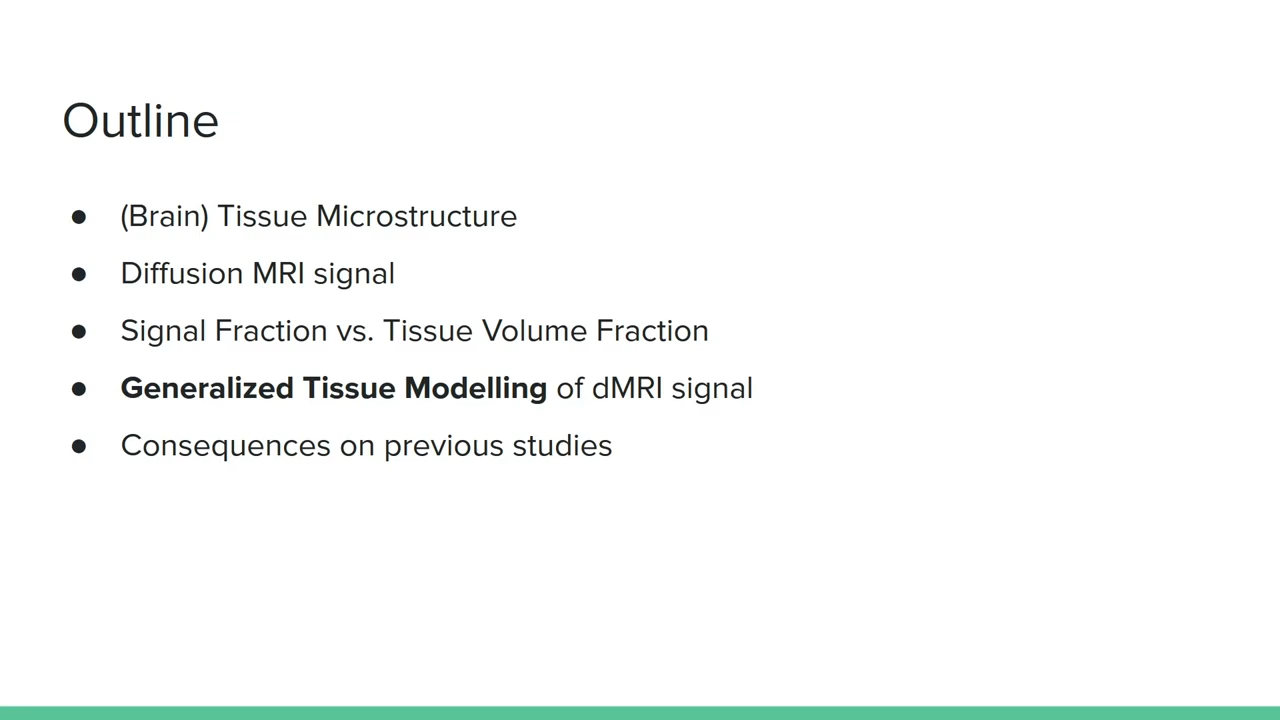 Outline
● (Brain) Tissue Microstructure
● Diffusion MRI signal
● Signal Fraction vs. Tissue Volume Fraction
● Generalized Tissue Modelling of dMRI signal
● Consequences on previous studies